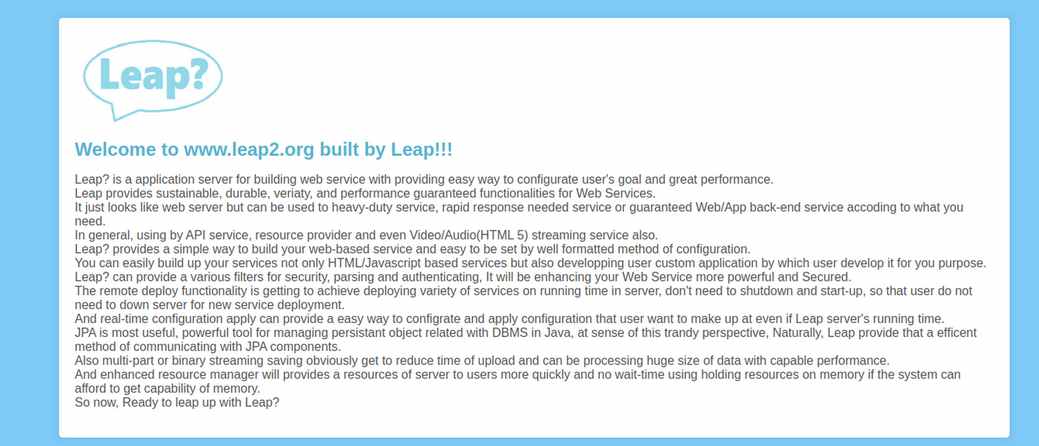 Leap?
Welcome to www.leap2.org built by Leap!!!
Leap? is a application server for building web service with providing easy way to configurate user's goal and great performance.
Leap provides sustainable, durable, veriaty, and performance guaranteed functionalities for Web Services.
It just looks like web server but can be used to heavy-duty service, rapid response needed service or guaranteed Web/App back-end service accoding to what you
need.
In general, using by API service, resource provider and even Video/Audio(HTML 5) streaming service also.
Leap? provides a simple way to build your web-based service and easy to be set by well formatted method of configuration.
You can easily build up your services not only HTML/Javascript based services but also developping user custom application by which user develop it for you purpose.
Leap? can provide a various filters for security, parsing and authenticating, It will be enhancing your Web Service more powerful and Secured.
The remote deploy functionality is getting to achieve deploying variety of services on running time in server, don't need to shutdown and start-up, so that user do not
need to down server for new service deployment.
And real-time configuration apply can provide a easy way to configrate and apply configuration that user want to make up at even if Leap server's running time.
JPA is most useful, powerful tool for managing persistant object related with DBMS in Java, at sense of this trandy perspective, Naturally, Leap provide that a efficent
method of communicating with JPA components.
Also multi-part or binary streaming saving obviously get to reduce time of upload and can be processing huge size of data with capable performance.
And enhanced resource manager will provides a resources of server to users more quickly and no wait-time using holding resources on memory if the system can
afford to get capability of memory.
So now, Ready to leap up with Leap?